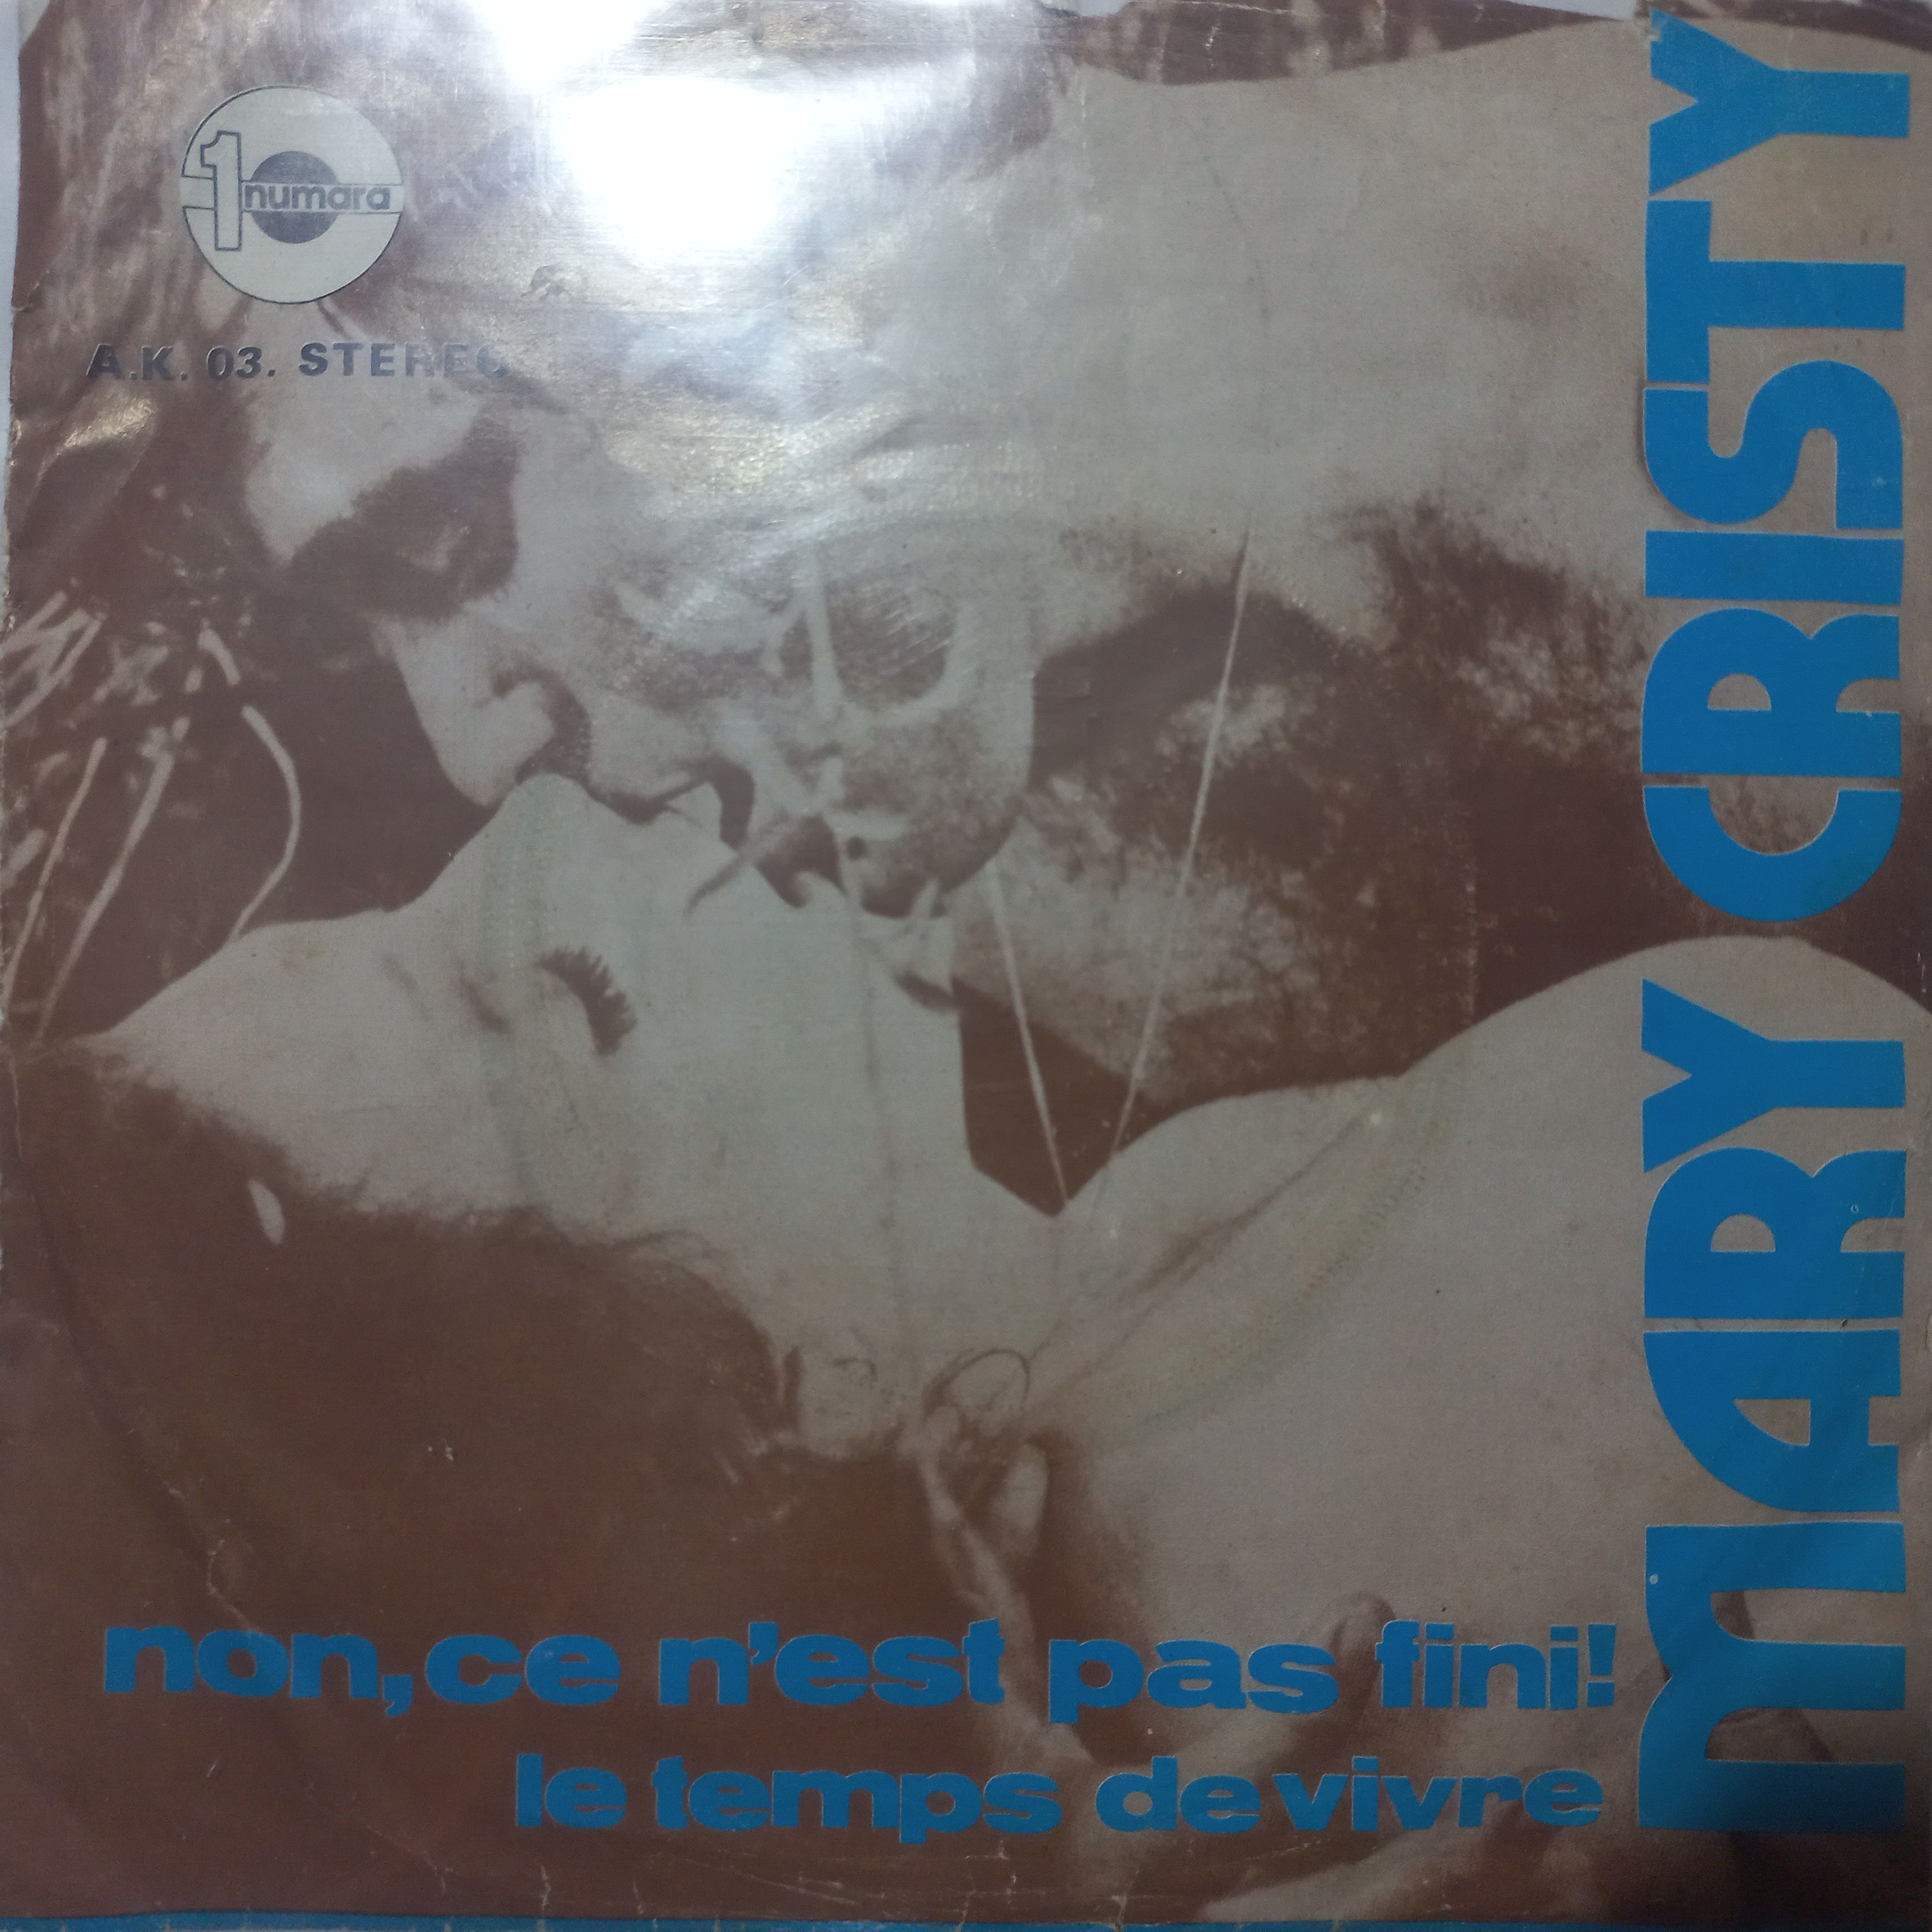 1 numara
A.K. 03. STEREO
MARY CRISTY
non, ce n'est pas fini!
le temps de vivre